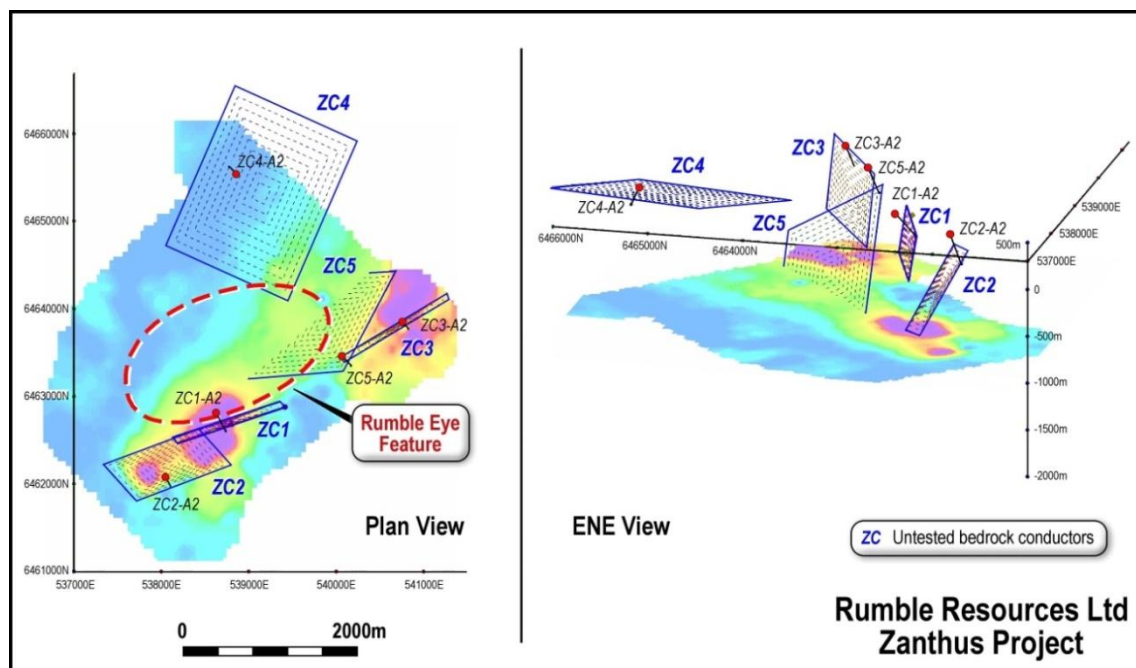 ZC4
6466000N
ZC4-A2
6465000N
ZC5
6464000N
ZC3-A2
ZC3
ZC5-A2
6463000N
ZC1-A2
ZC1
Rumble Eye
Feature
6462000N
ZC2
ZC2-A2
Plan View
6461000N
537000E
538000E
539000E
540000E
541000E
0
2000m
ZC3
ZC3-A2
ZC5-A2
ZC4
ZC4-A2
ZC1-A2
ZC1
ZC2-A2
539000E
538000E
537000E
ZC5
6466000N
6465000N
6464000N
500m
ZC2
0
-500m
-1000m
-1500m
-2000m
ENE View
ZC Untested bedrock conductors
Rumble Resources Ltd
Zanthus Project